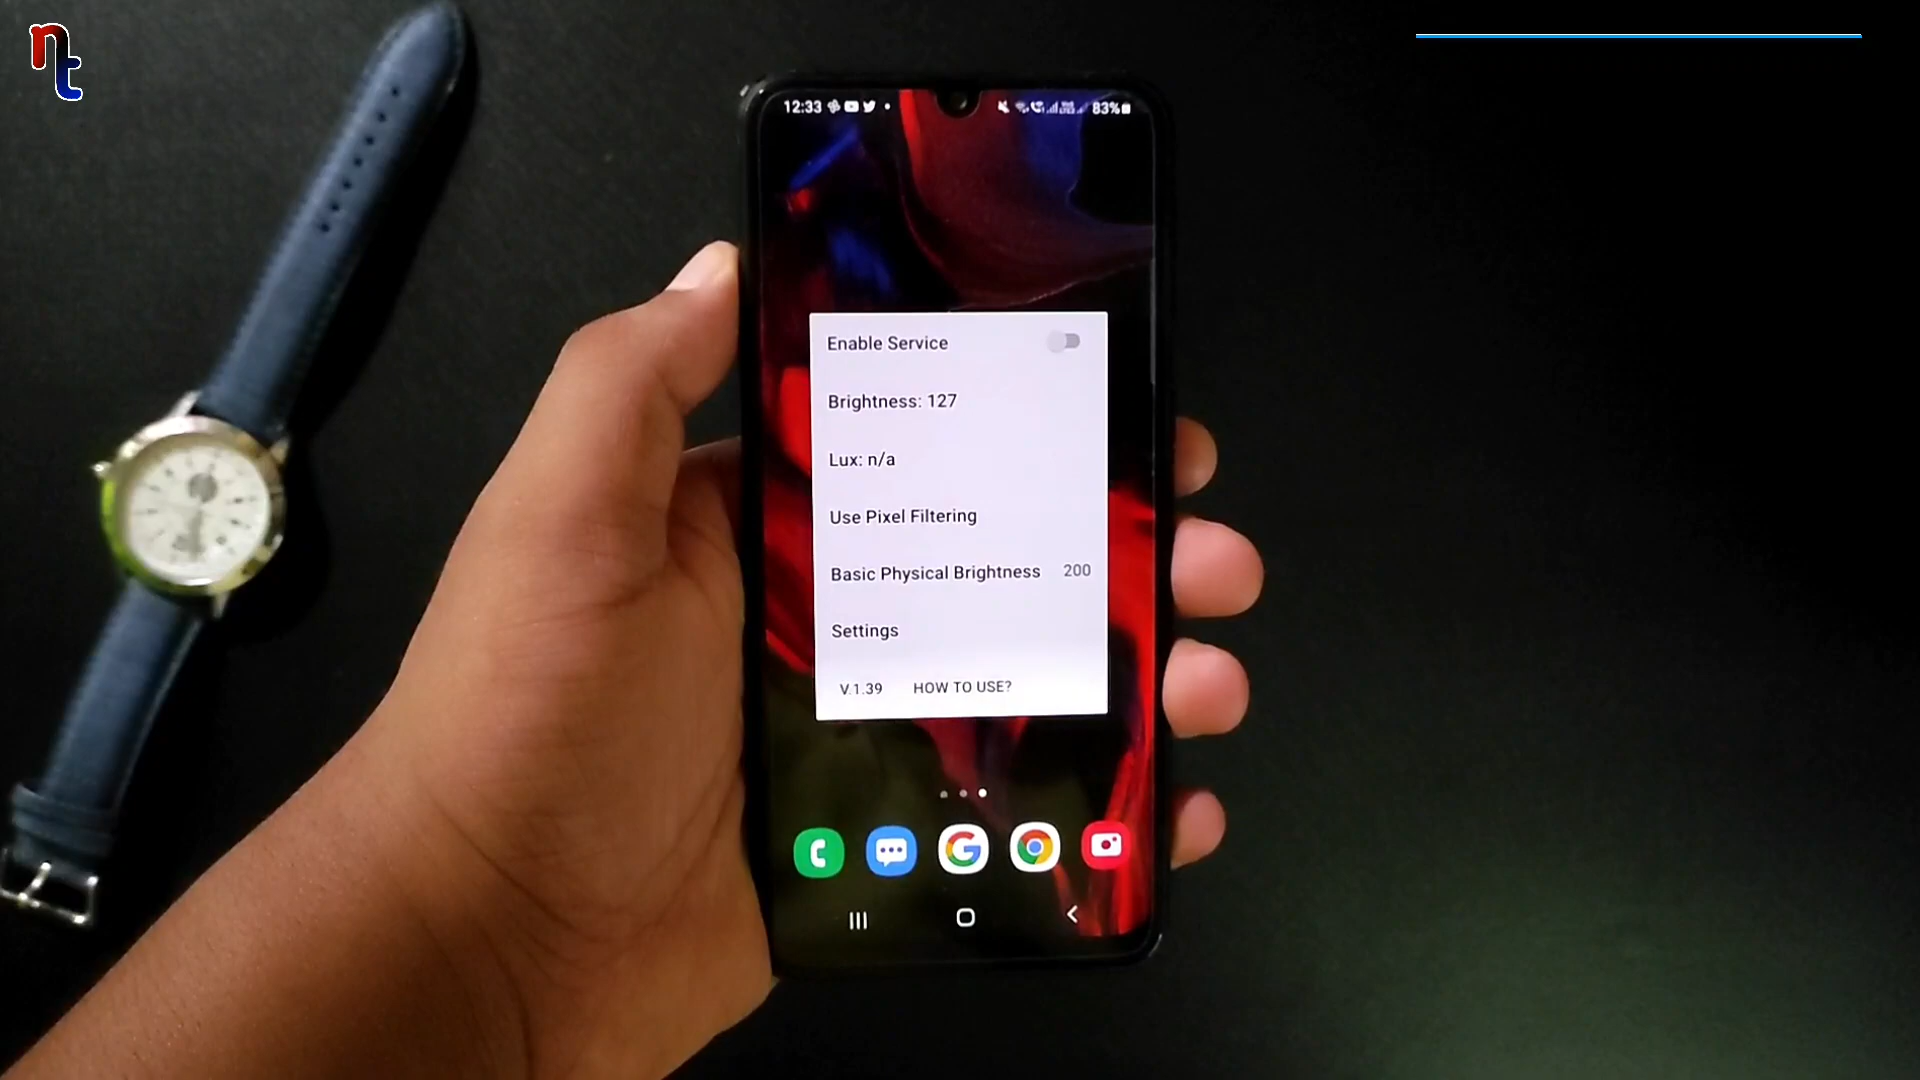 nt
12:33
83%
Enable Service
Brightness: 127
Lux: n/a
Use Pixel Filtering
Basic Physical Brightness 200
Settings
V.1.39 HOW TO USE?